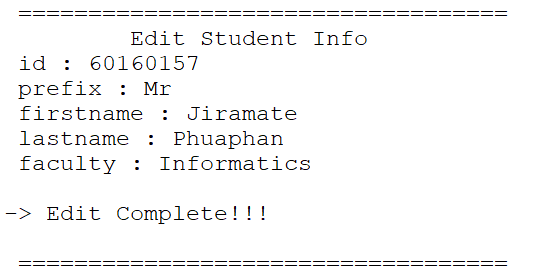 ===================================
Edit Student Info
id : 60160157
prefix : Mr
firstname : Jiramate
lastname : Phuaphan
faculty : Informatics
-> Edit Complete!!!
===================================